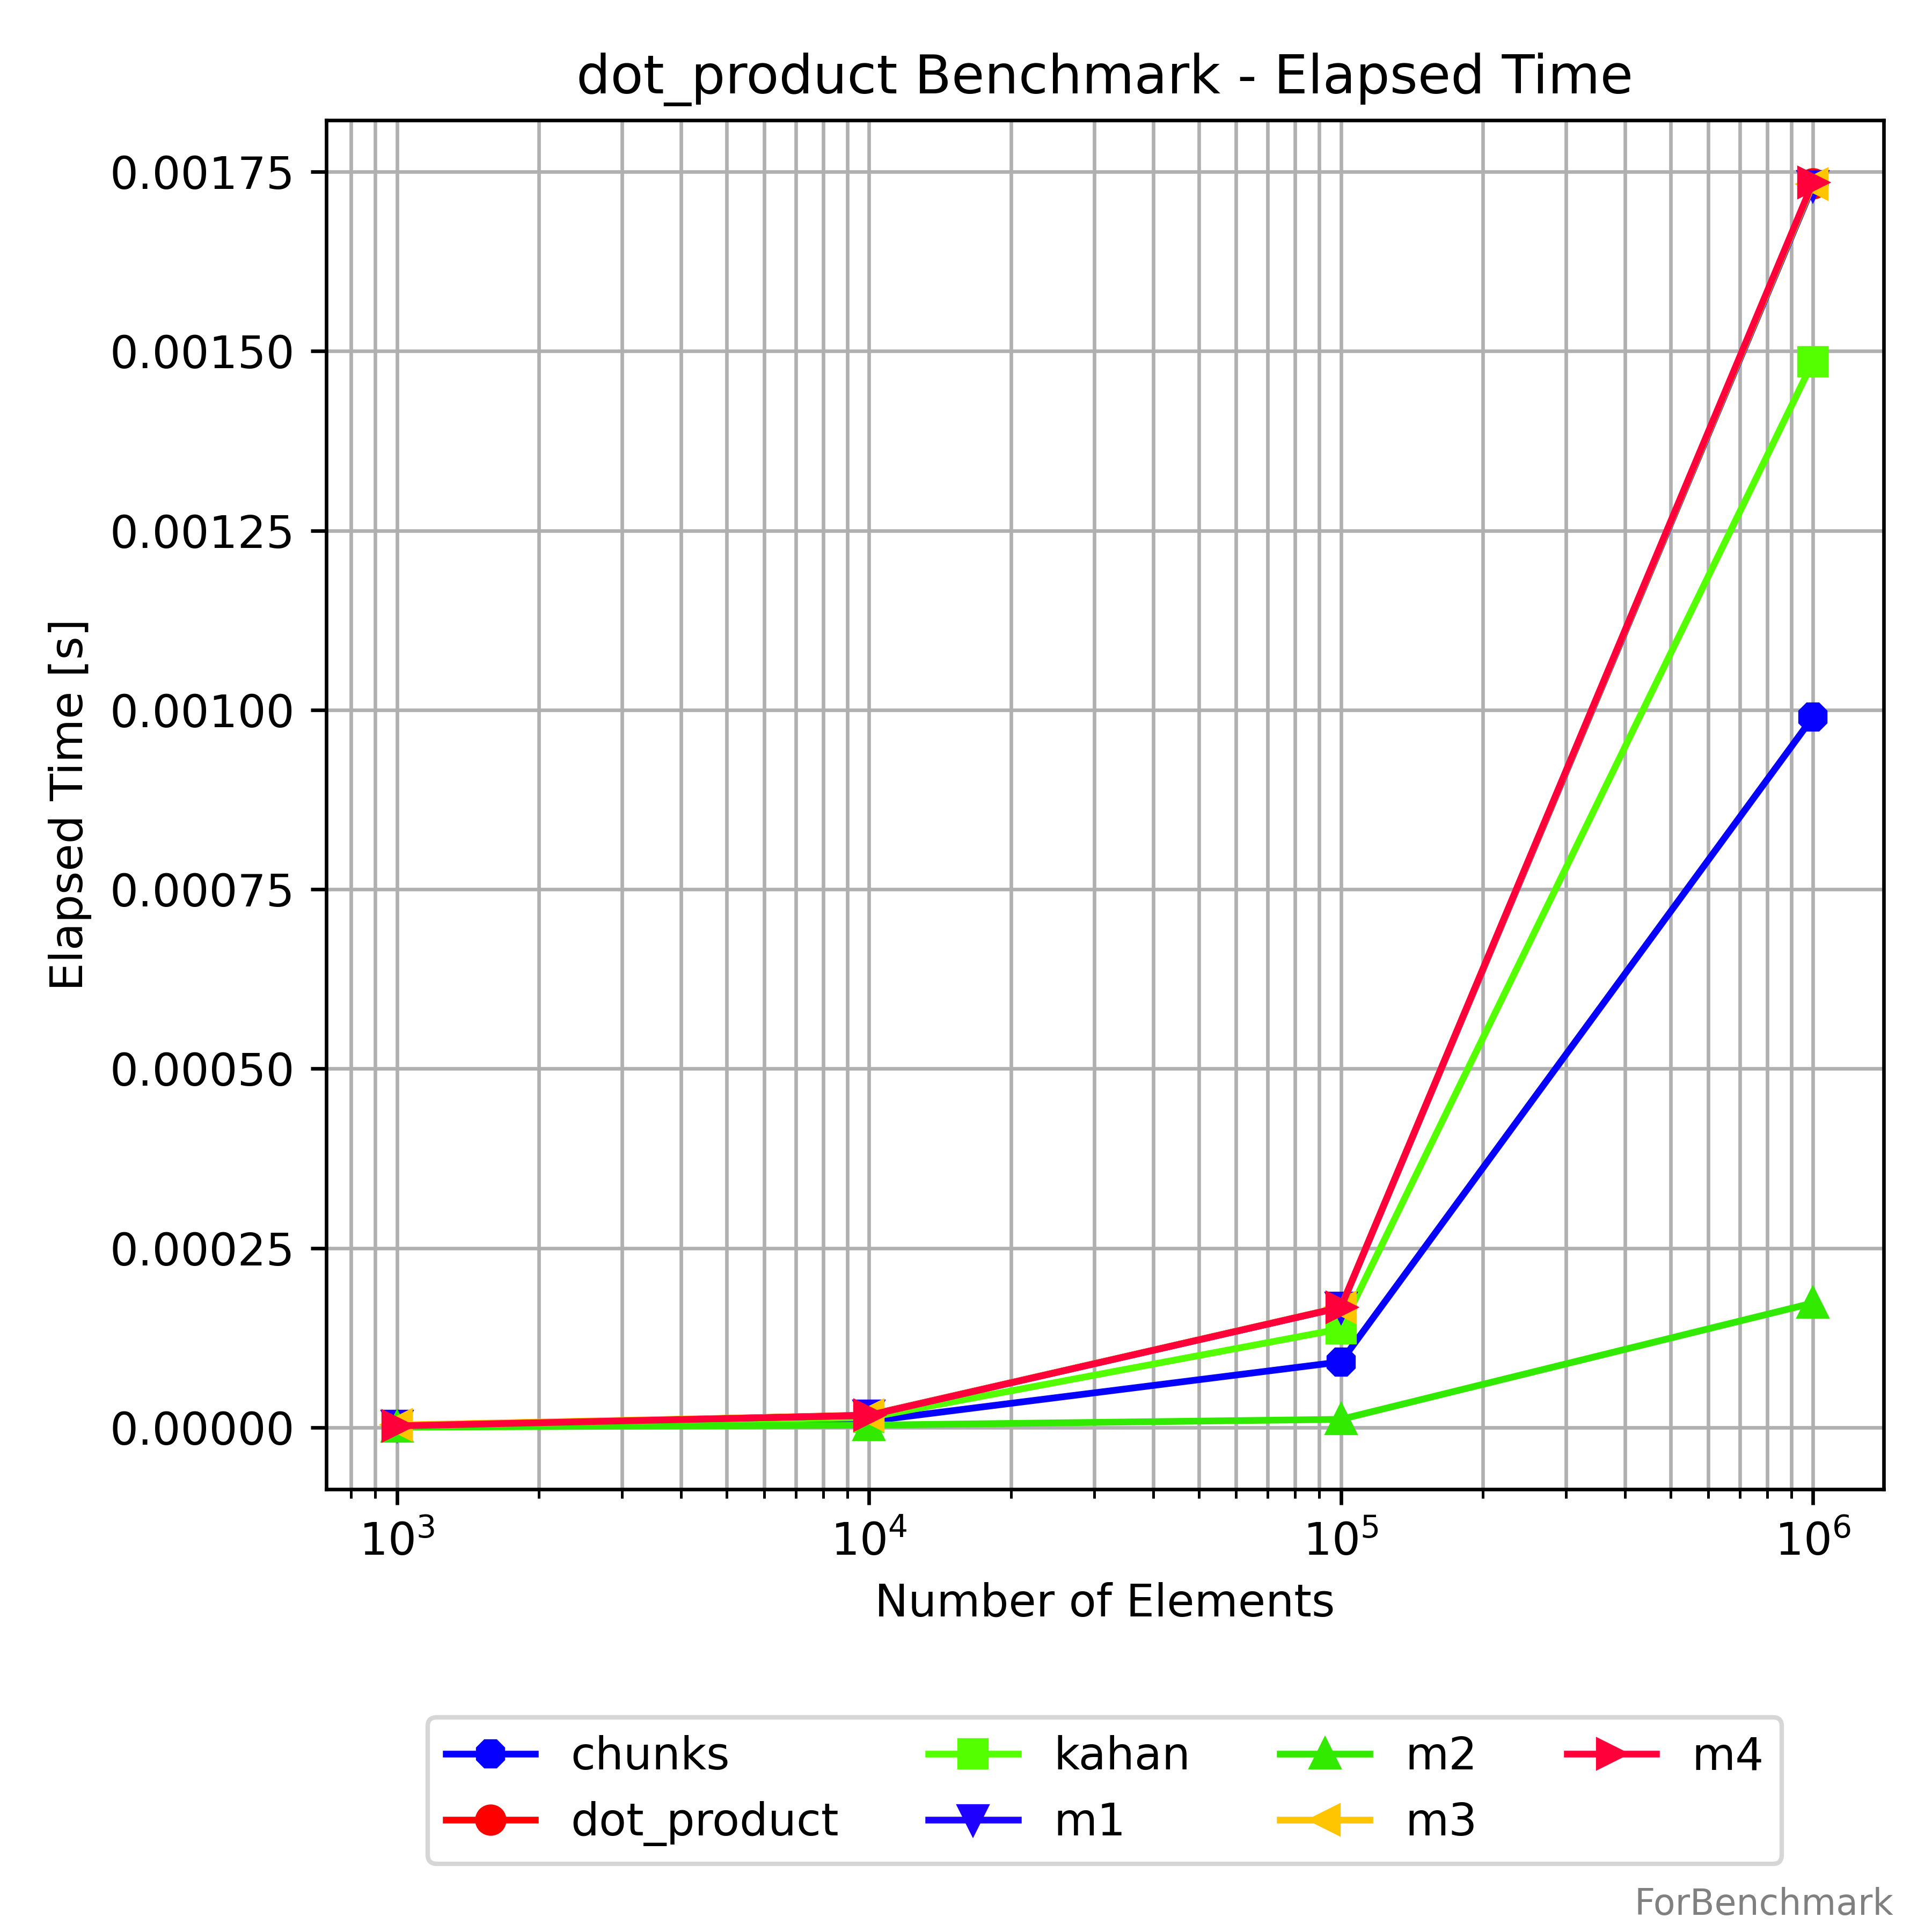 dot_product Benchmark - Elapsed Time
0.00175
0.00150
0.00125
0.00100
0.00075
0.00050
0.00025
0.00000
Elapsed Time [s]
10³ 10⁴ 10⁵ 10⁶
Number of Elements
chunks kahan m2 m4
dot_product m1 m3
ForBenchmark